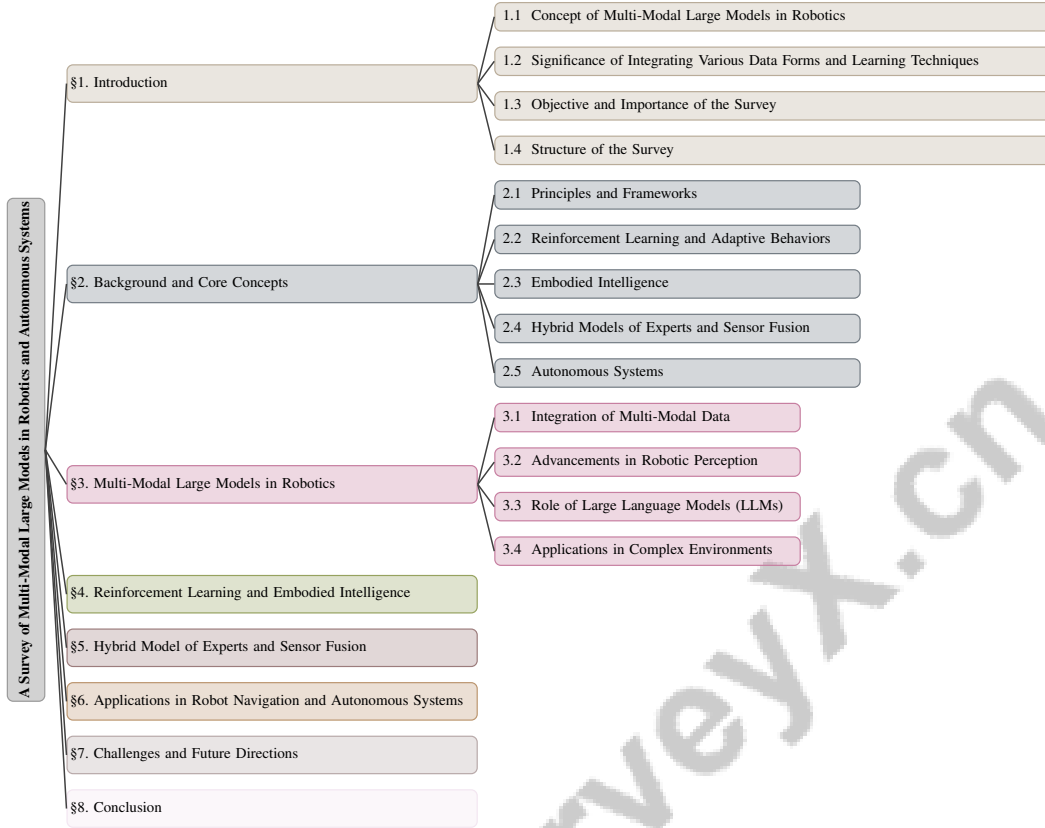 A Survey of Multi-Modal Large Models in Robotics and Autonomous Systems
§1. Introduction
1.1 Concept of Multi-Modal Large Models in Robotics
1.2 Significance of Integrating Various Data Forms and Learning Techniques
1.3 Objective and Importance of the Survey
1.4 Structure of the Survey
§2. Background and Core Concepts
2.1 Principles and Frameworks
2.2 Reinforcement Learning and Adaptive Behaviors
2.3 Embodied Intelligence
2.4 Hybrid Models of Experts and Sensor Fusion
2.5 Autonomous Systems
§3. Multi-Modal Large Models in Robotics
3.1 Integration of Multi-Modal Data
3.2 Advancements in Robotic Perception
3.3 Role of Large Language Models (LLMs)
3.4 Applications in Complex Environments
§4. Reinforcement Learning and Embodied Intelligence
§5. Hybrid Model of Experts and Sensor Fusion
§6. Applications in Robot Navigation and Autonomous Systems
§7. Challenges and Future Directions
§8. Conclusion
rveyx.cn